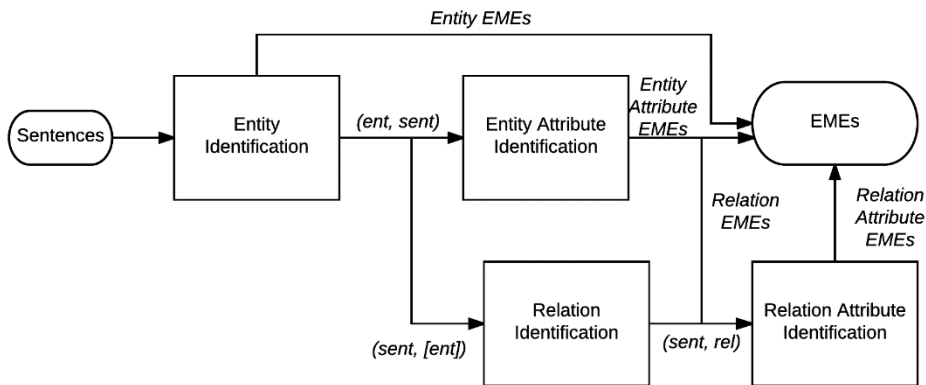 Entity EMEs
Sentences
Entity
Identification
(ent, sent)
Entity Attribute
Identification
Entity
Attribute
EMEs
EMEs
Relation
EMEs
Relation
Attribute
EMEs
(sent, [ent])
Relation
Identification
(sent, rel)
Relation Attribute
Identification